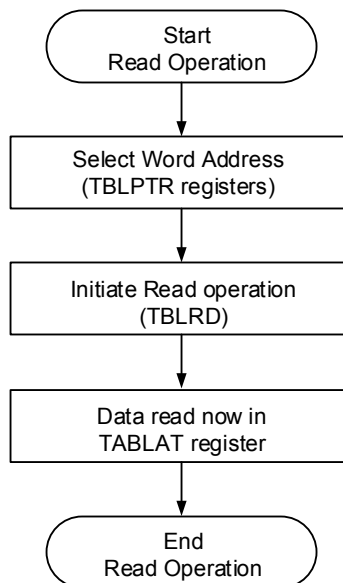 Start
Read Operation
Select Word Address
(TBLPTR registers)
Initiate Read operation
(TBLRD)
Data read now in
TABLAT register
End
Read Operation